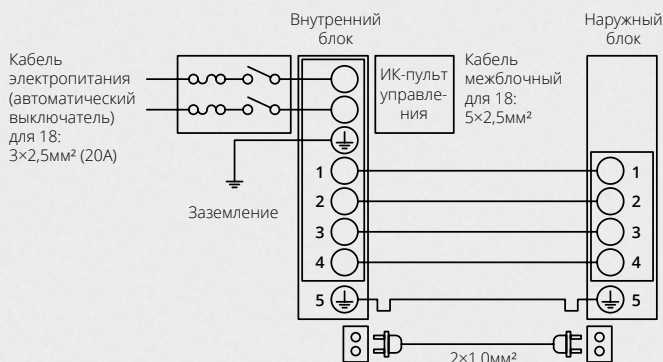 Внутренний
блок
Наружный
блок
Кабель
электропитания
(автоматический
выключатель)
для 18:
3×2,5мм² (20А)
ИК-пульт
управле-
ния
Кабель
межблочный
для 18:
5×2,5мм²
Заземление
1
2
3
4
5
1
2
3
4
5
2×1,0мм²